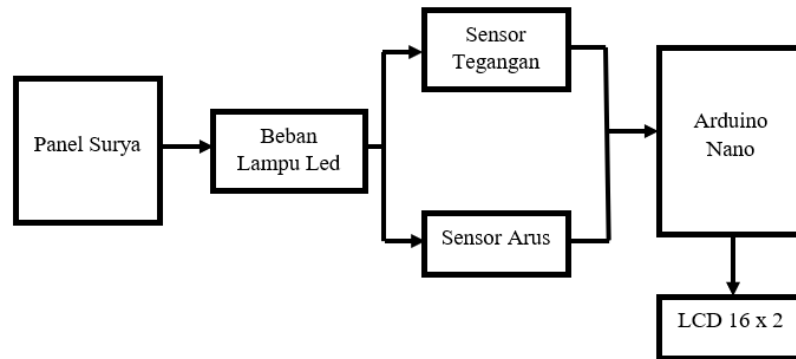 Panel Surya
Beban
Lampu Led
Sensor
Tegangan
Sensor Arus
Arduino
Nano
LCD 16 x 2